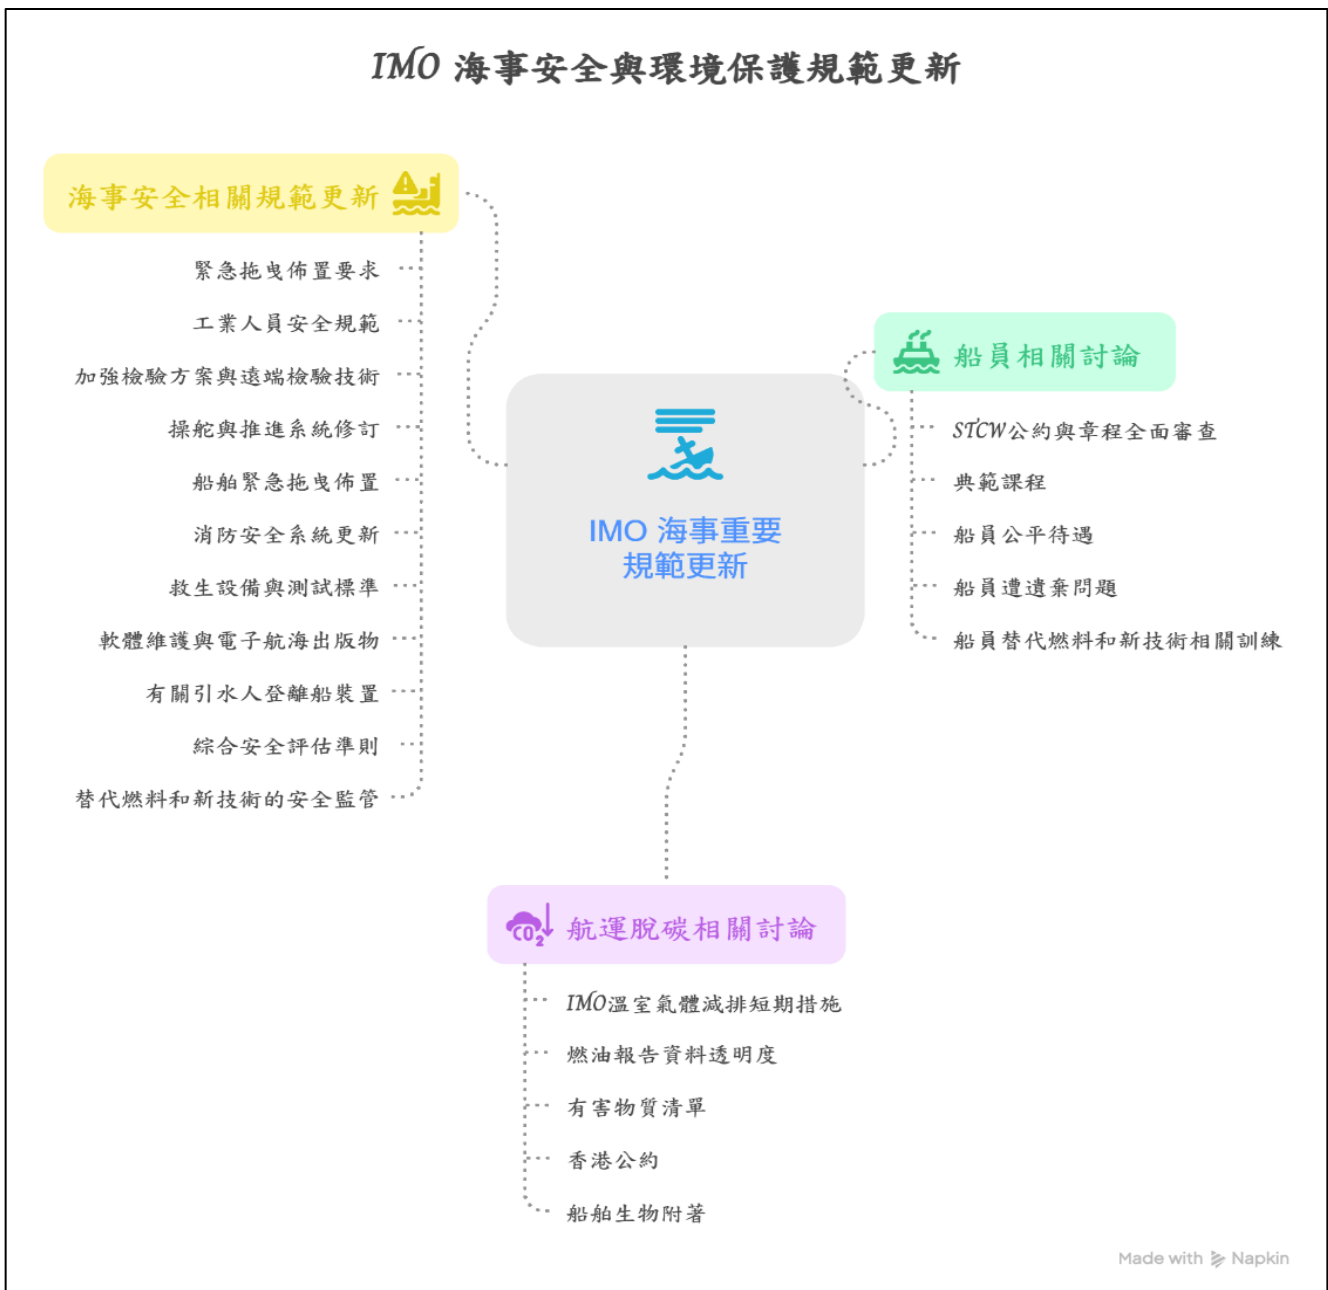 IMO 海事安全與環境保護規範更新
海事安全相關規範更新
緊急拖曳佈置要求
工業人員安全規範
加強檢驗方案與遠端檢驗技術
操舵與推進系統修訂
船舶緊急拖曳佈置
消防安全系統更新
救生設備與測試標準
軟體維護與電子航海出版物
有關引水人登離船裝置
綜合安全評估準則
替代燃料和新技術的安全監管
IMO 海事重要
規範更新
船員相關討論
STCW公約與章程全面審查
典範課程
船員公平待遇
船員遭遺棄問題
船員替代燃料和新技術相關訓練
CO2
航運脫碳相關討論
IMO溫室氣體減排短期措施
燃油報告資料透明度
有害物質清單
香港公約
船舶生物附著
Made with Napkin